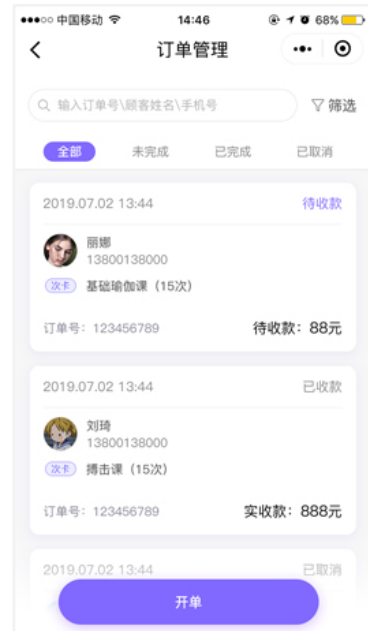 中国移动 14:46 68%
订单管理
输入订单号\顾客姓名\手机号 筛选
全部 未完成 已完成 已取消
2019.07.02 13:44 待收款
丽娜
13800138000
次卡 基础瑜伽课（15次）
订单号：123456789 待收款：88元
2019.07.02 13:44 已收款
刘琦
13800138000
次卡 搏击课（15次）
订单号：123456789 实收款：888元
2019.07.02 13:44 已取消
开单